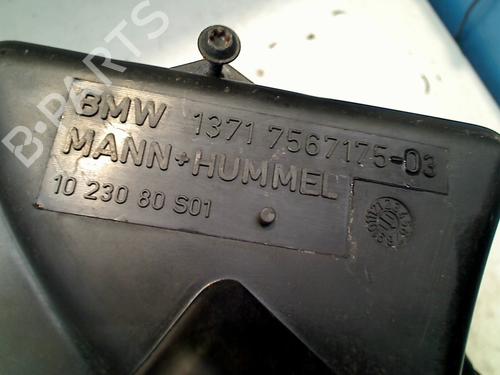 B-PARTS
BMW 1371 7567175-03
MANN+HUMMEL
10 230 80 S01